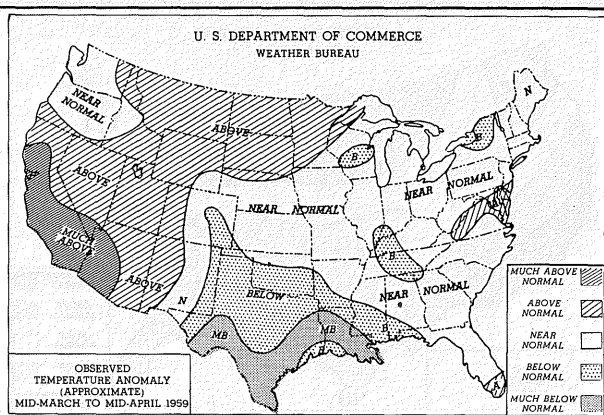 U. S. DEPARTMENT OF COMMERCE
WEATHER BUREAU
N
NEAR
NORMAL
ABOVE
B
B
ABOVE
NEAR NORMAL
NEAR NORMAL
A
MUCH
ABOVE
B
ABOVE
N
BELOW
NEAR
NORMAL
MB
MB
B
B
A
MUCH ABOVE
NORMAL
ABOVE
NORMAL
NEAR
NORMAL
BELOW
NORMAL
MUCH BELOW
NORMAL
OBSERVED
TEMPERATURE ANOMALY
(APPROXIMATE)
MID-MARCH TO MID-APRIL 1959